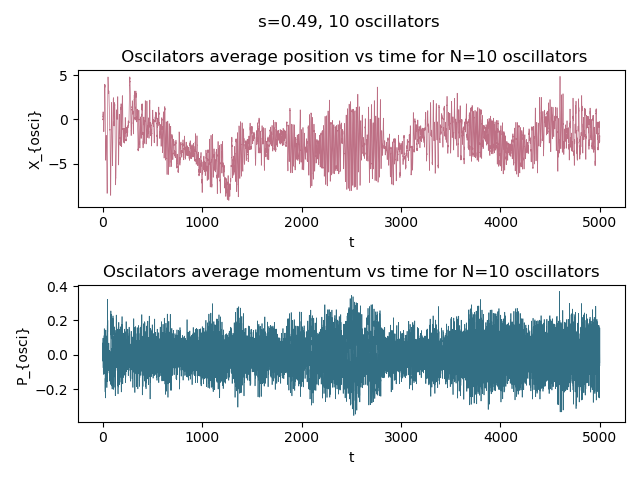 s=0.49, 10 oscillators
Oscilators average position vs time for N=10 oscillators
5
0
−5
X_{osci}
0 1000 2000 3000 4000 5000
t
Oscilators average momentum vs time for N=10 oscillators
0.4
0.2
0.0
−0.2
P_{osci}
0 1000 2000 3000 4000 5000
t